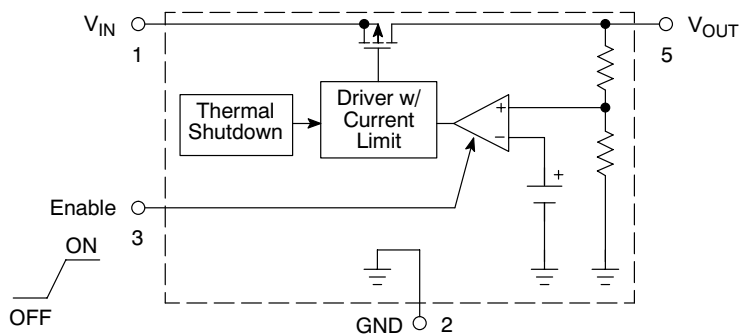 V_IN
1
V_OUT
5
Thermal
Shutdown
Driver w/
Current
Limit
+
−
+
Enable
3
ON
OFF
GND
2